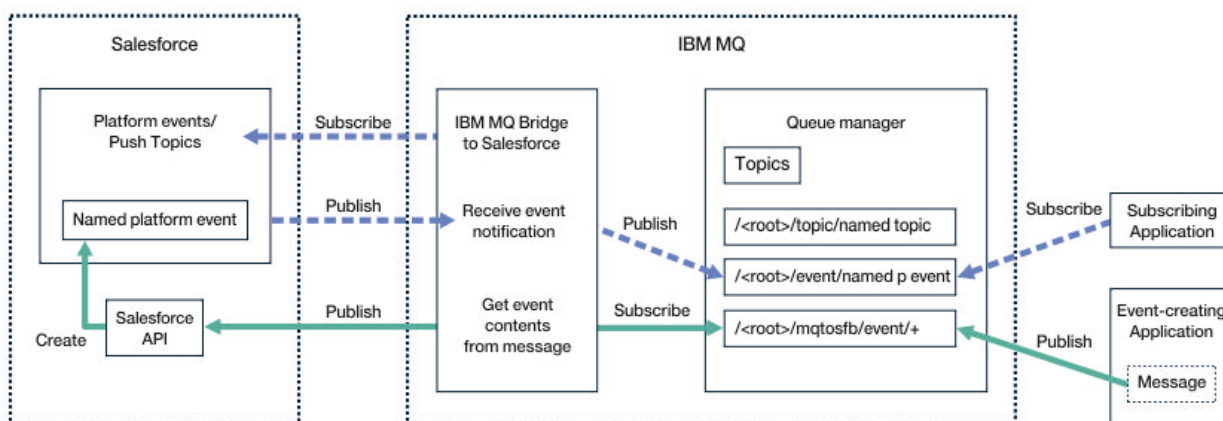 Salesforce
IBM MQ
Platform events/
Push Topics
Subscribe
IBM MQ Bridge
to Salesforce
Queue manager
Topics
Named platform event
Publish
Receive event
notification
Publish
/<root>/topic/named topic
Subscribe
Subscribing
Application
/<root>/event/named p event
Create
Salesforce
API
Publish
Get event
contents
from message
Subscribe
/<root>/mqtosfb/event/+
Publish
Event-creating
Application
Message